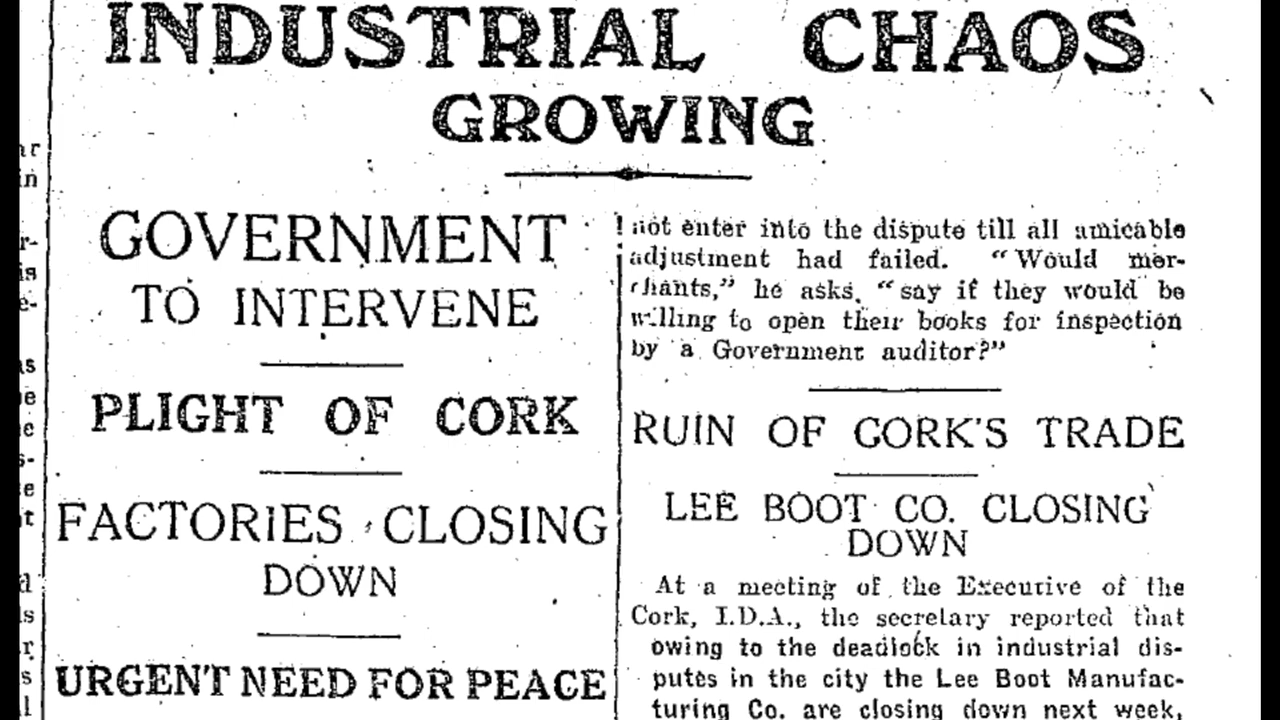 INDUSTRIAL CHAOS
GROWING
GOVERNMENT
TO INTERVENE
PLIGHT OF CORK
FACTORIES CLOSING
DOWN
URGENT NEED FOR PEACE
not enter into the dispute till all amicable
adjustment had failed. "Would mer-
chants," he asks, "say if they would be
willing to open their books for inspection
by a Government auditor?"
RUIN OF CORK'S TRADE
LEE BOOT CO. CLOSING
DOWN
At a meeting of the Executive of the
Cork, I.D.A., the secretary reported that
owing to the deadlock in industrial dis-
putes in the city the Lee Boot Manufac-
turing Co. are closing down next week,